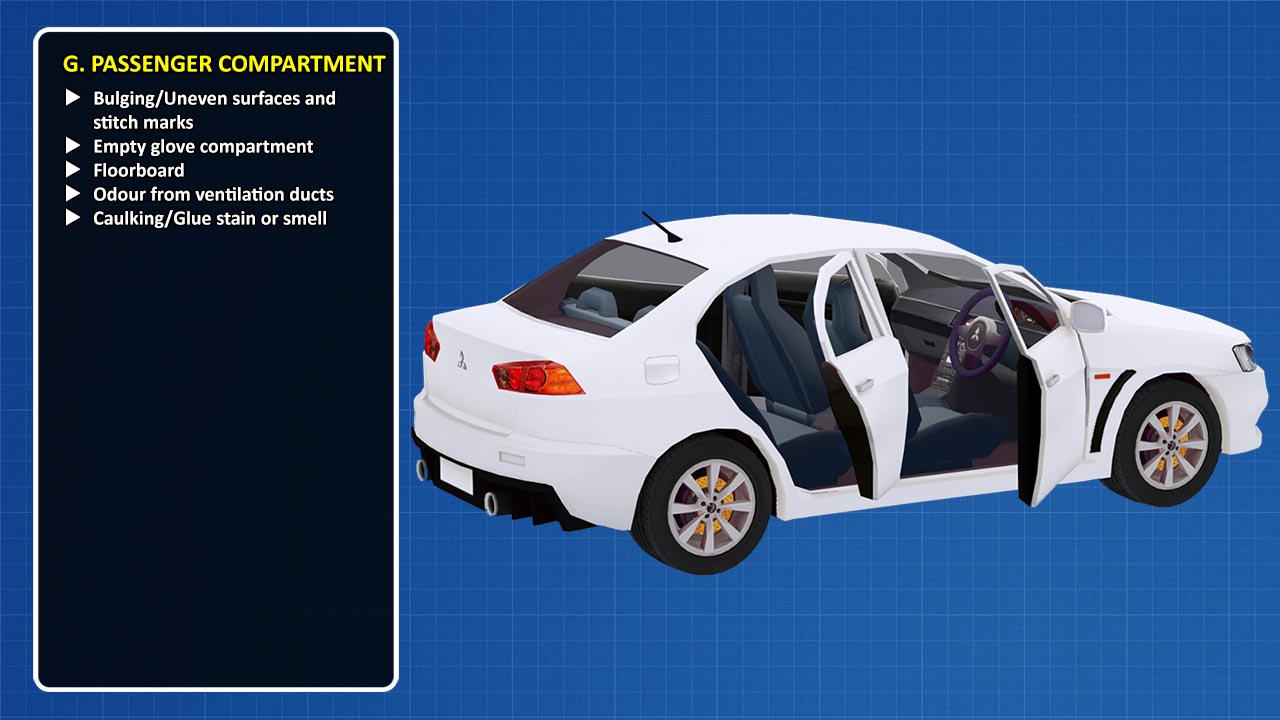 G. PASSENGER COMPARTMENT
Bulging/Uneven surfaces and
stitch marks
Empty glove compartment
Floorboard
Odour from ventilation ducts
Caulking/Glue stain or smell